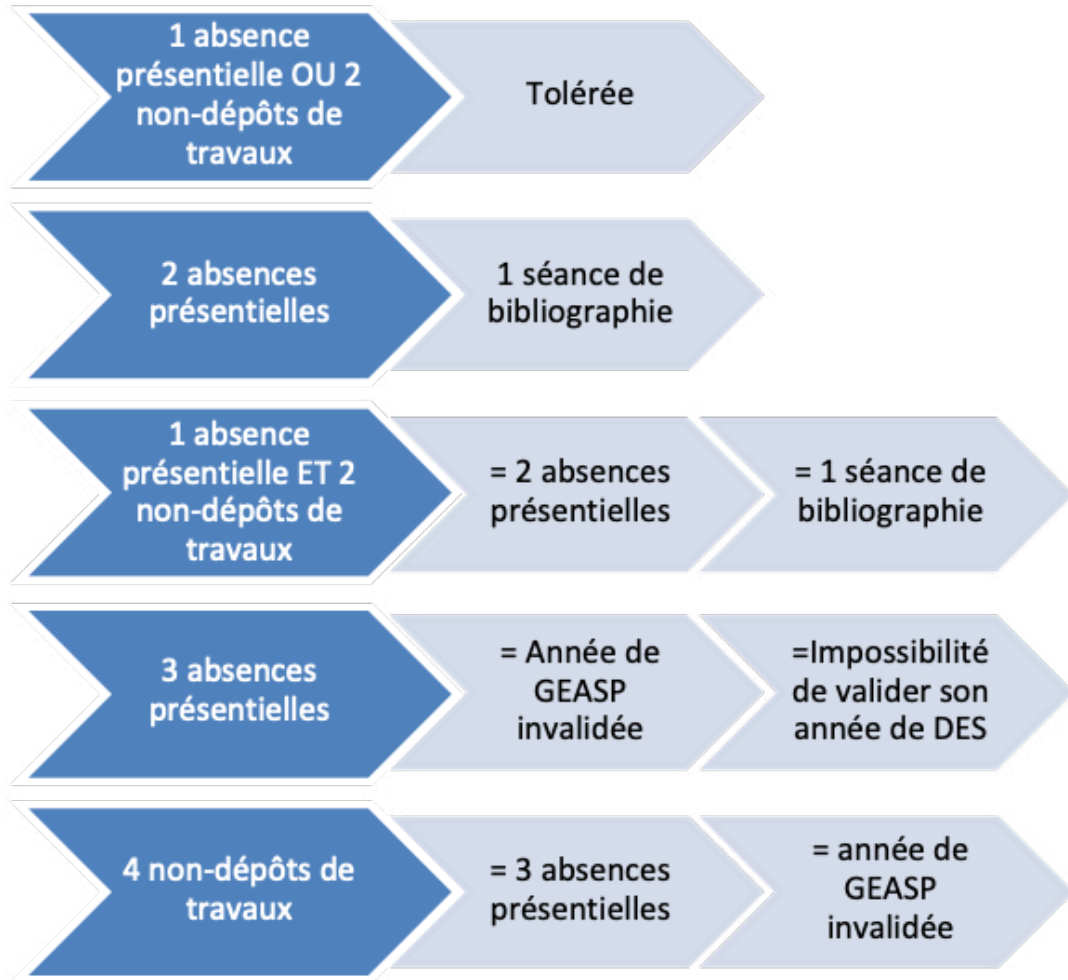 1 absence
présentielle OU 2
non-dépôts de
travaux
Tolérée
2 absences
présentielles
1 séance de
bibliographie
1 absence
présentielle ET 2
non-dépôts de
travaux
= 2 absences
présentielles
= 1 séance de
bibliographie
3 absences
présentielles
= Année de
GEASP
invalidée
=Impossibilité
de valider son
année de DES
4 non-dépôts de
travaux
= 3 absences
présentielles
= année de
GEASP
invalidée